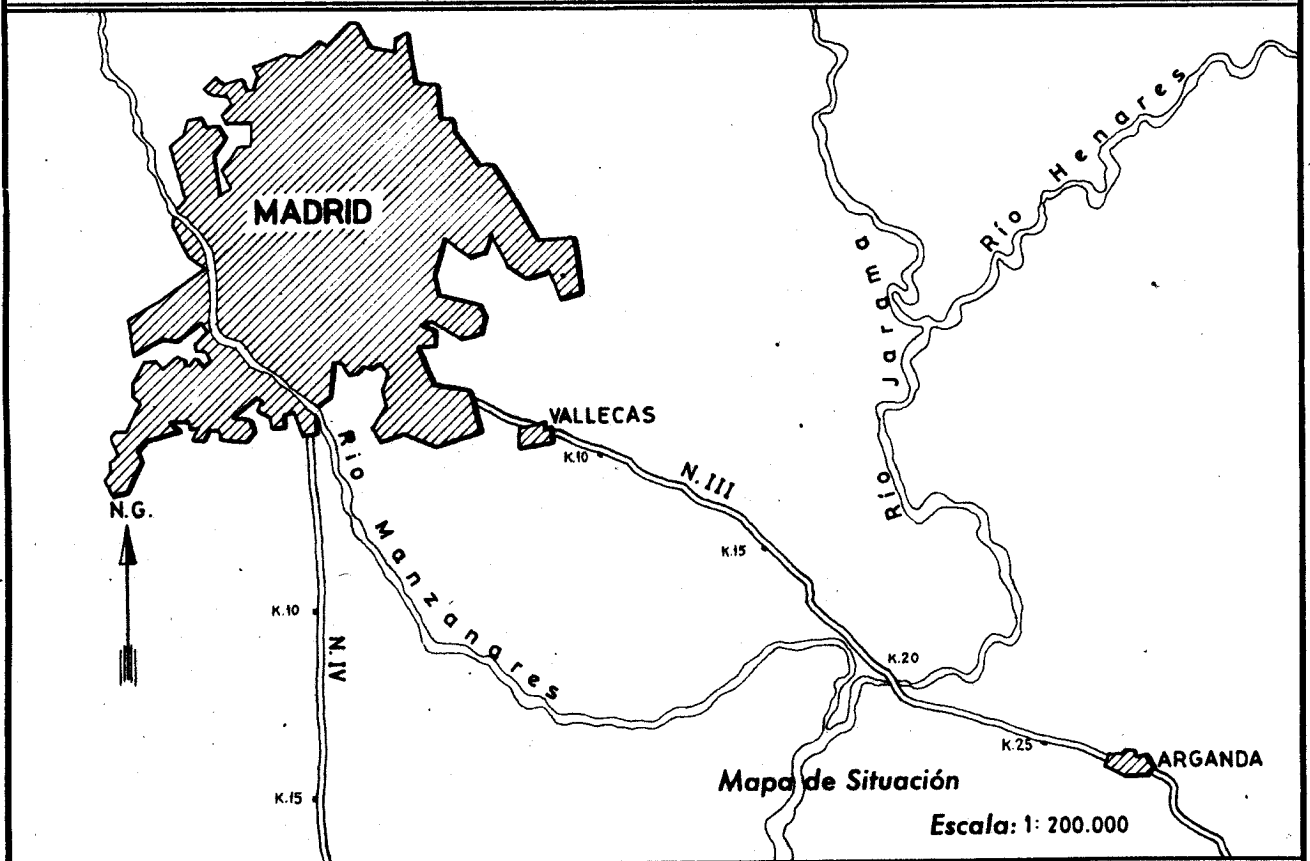 MADRID
Río Henares
Río Jarama
VALLECAS
K.10
N. III
Rio Manzanares
N.G.
K.15
K.10
N.IV
K.20
K.25
ARGANDA
Mapa de Situación
K.15
Escala: 1: 200.000